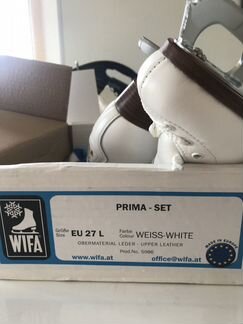 PRIMA - SET
Größe
Size
EU 27 L
Farbe
Colour
WEISS-WHITE
OBERMATERIAL LEDER - UPPER LEATHER
Prod.No. 5986
www.wifa.at
office@wifa.at
WIFA
MADE IN EUROPE